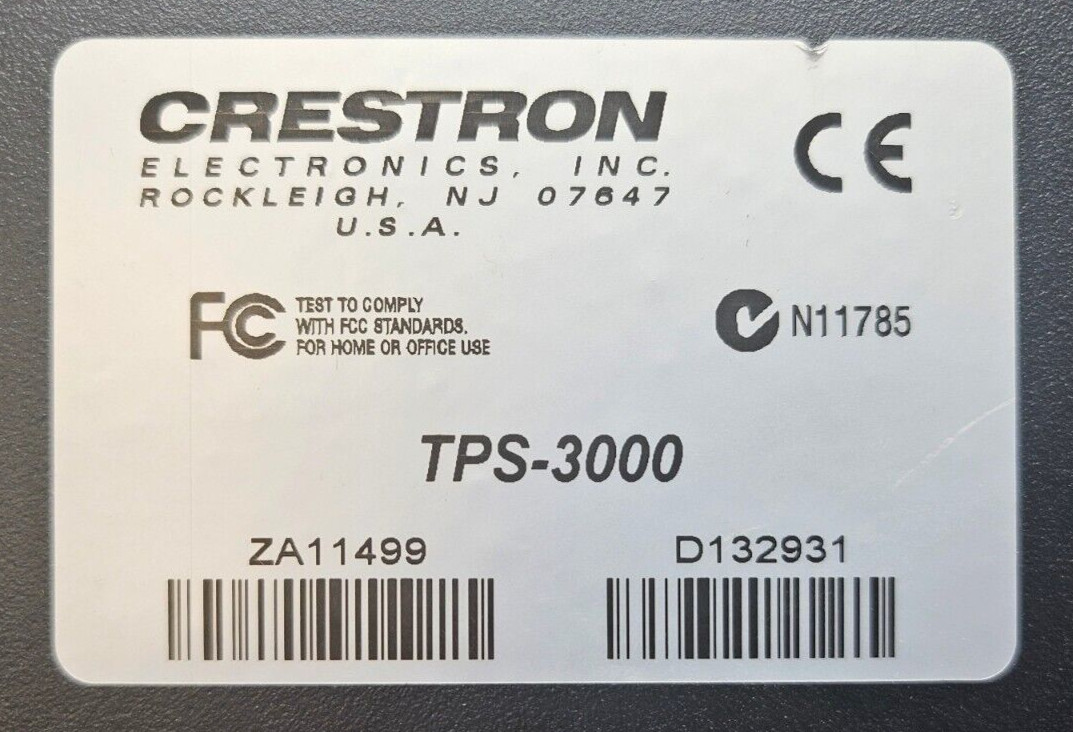 CRESTRON
ELECTRONICS, INC.
ROCKLEIGH, NJ 07647
U.S.A.
CE
FC TEST TO COMPLY
WITH FCC STANDARDS.
FOR HOME OR OFFICE USE
N11785
TPS-3000
ZA11499
D132931